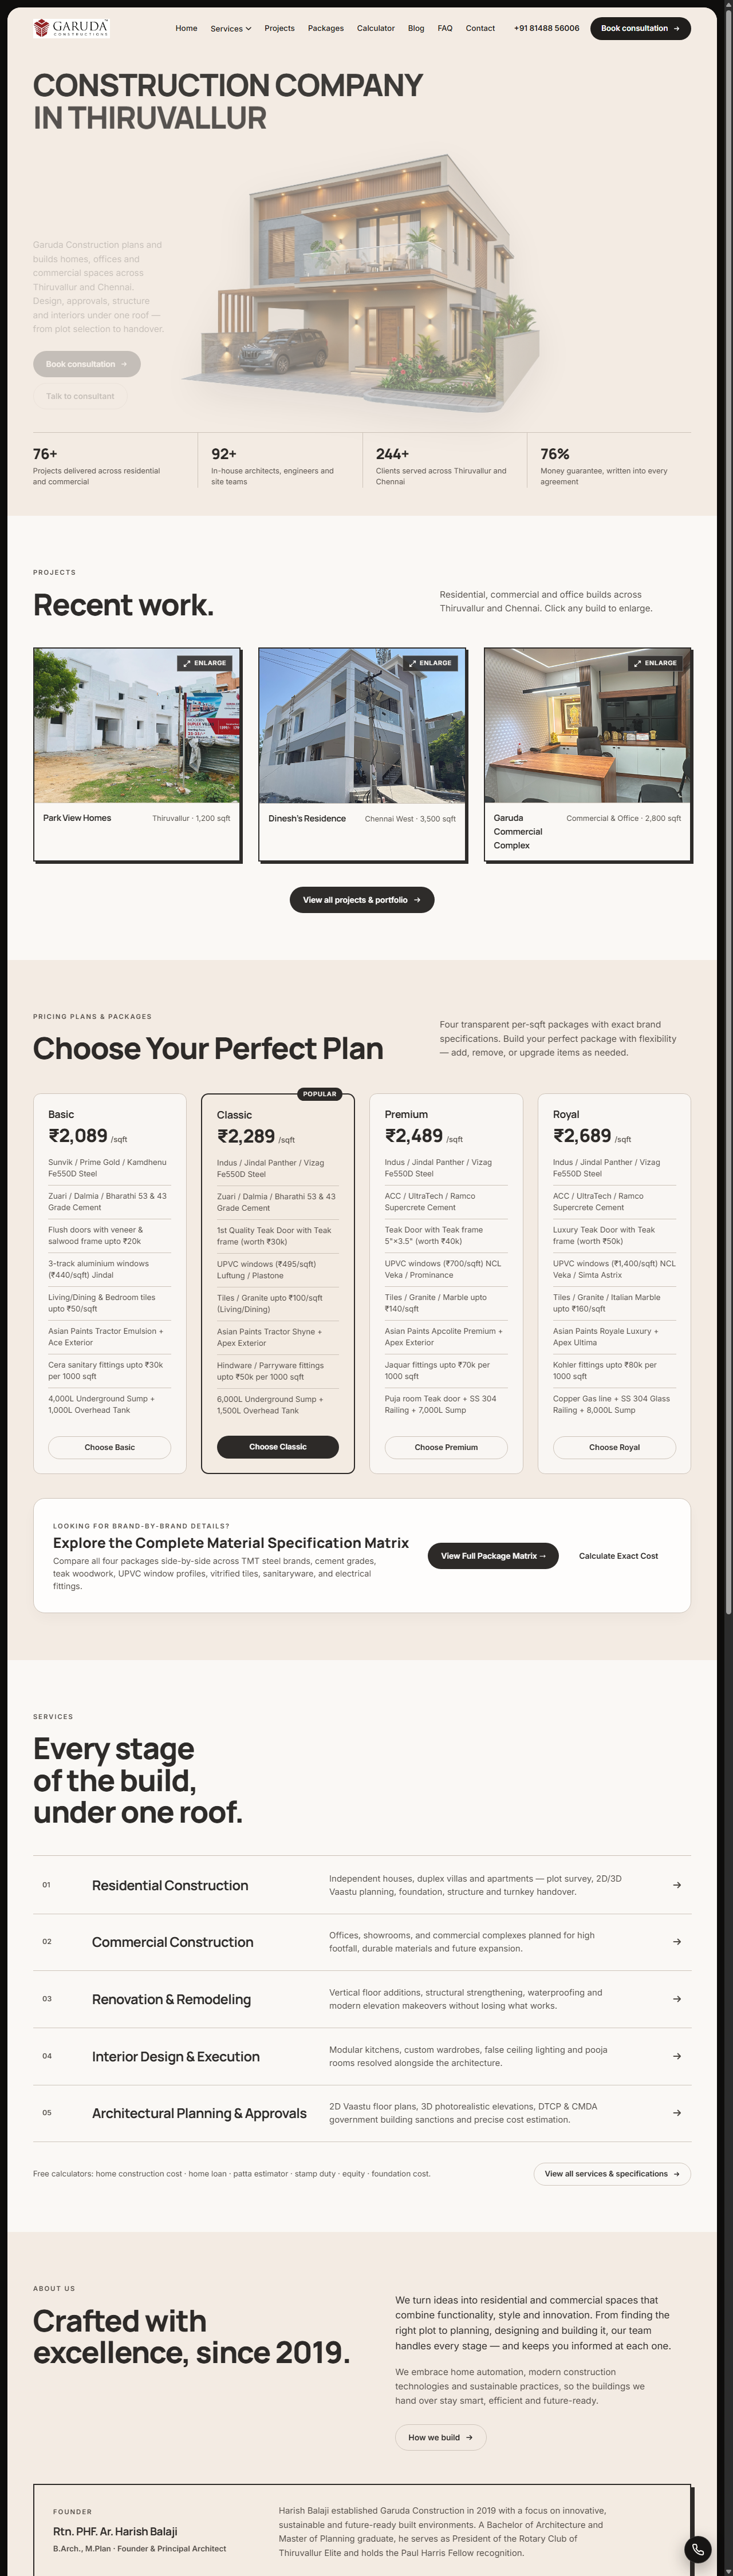 GARUDA
CONSTRUCTIONS
Home Services Projects Packages Calculator Blog FAQ Contact +91 81488 56006 Book consultation →
CONSTRUCTION COMPANY
IN THIRUVALLUR
Garuda Construction plans and
builds homes, offices and
commercial spaces across
Thiruvallur and Chennai.
Design, approvals, structure
and interiors under one roof —
from plot selection to handover.
Book consultation →
Talk to consultant
76+
Projects delivered across residential
and commercial
92+
In-house architects, engineers and
site teams
244+
Clients served across Thiruvallur and
Chennai
76%
Money guarantee, written into every
agreement
PROJECTS
Recent work.
Residential, commercial and office builds across
Thiruvallur and Chennai. Click any build to enlarge.
ENLARGE
ENLARGE
ENLARGE
Park View Homes
Thiruvallur · 1,200 sqft
Dinesh's Residence
Chennai West · 3,500 sqft
Garuda
Commercial
Complex
Commercial & Office · 2,800 sqft
View all projects & portfolio →
PRICING PLANS & PACKAGES
Choose Your Perfect Plan
Four transparent per-sqft packages with exact brand
specifications. Build your perfect package with flexibility
— add, remove, or upgrade items as needed.
Basic
₹2,089 /sqft
Sunvik / Prime Gold / Kamdhenu
Fe550D Steel
Zuari / Dalmia / Bharathi 53 & 43
Grade Cement
Flush doors with veneer &
salwood frame upto ₹20k
3-track aluminium windows
(₹440/sqft) Jindal
Living/Dining & Bedroom tiles
upto ₹50/sqft
Asian Paints Tractor Emulsion +
Ace Exterior
Cera sanitary fittings upto ₹30k
per 1000 sqft
4,000L Underground Sump +
1,000L Overhead Tank
Choose Basic
POPULAR
Classic
₹2,289 /sqft
Indus / Jindal Panther / Vizag
Fe550D Steel
Zuari / Dalmia / Bharathi 53 & 43
Grade Cement
1st Quality Teak Door with Teak
frame (worth ₹30k)
UPVC windows (₹495/sqft)
Luftung / Plastone
Tiles / Granite upto ₹100/sqft
(Living/Dining)
Asian Paints Tractor Shyne +
Apex Exterior
Hindware / Parryware fittings
upto ₹50k per 1000 sqft
6,000L Underground Sump +
1,500L Overhead Tank
Choose Classic
Premium
₹2,489 /sqft
Indus / Jindal Panther / Vizag
Fe550D Steel
ACC / UltraTech / Ramco
Supercrete Cement
Teak Door with Teak frame
5"×3.5" (worth ₹40k)
UPVC windows (₹700/sqft) NCL
Veka / Prominance
Tiles / Granite / Marble upto
₹140/sqft
Asian Paints Apcolite Premium +
Apex Exterior
Jaquar fittings upto ₹70k per
1000 sqft
Puja room Teak door + SS 304
Railing + 7,000L Sump
Choose Premium
Royal
₹2,689 /sqft
Indus / Jindal Panther / Vizag
Fe550D Steel
ACC / UltraTech / Ramco
Supercrete Cement
Luxury Teak Door with Teak
frame (worth ₹50k)
UPVC windows (₹1,400/sqft) NCL
Veka / Simta Astrix
Tiles / Granite / Italian Marble
upto ₹160/sqft
Asian Paints Royale Luxury +
Apex Ultima
Kohler fittings upto ₹80k per
1000 sqft
Copper Gas line + SS 304 Glass
Railing + 8,000L Sump
Choose Royal
LOOKING FOR BRAND-BY-BRAND DETAILS?
Explore the Complete Material Specification Matrix
Compare all four packages side-by-side across TMT steel brands, cement grades,
teak woodwork, UPVC window profiles, vitrified tiles, sanitaryware, and electrical
fittings.
View Full Package Matrix →
Calculate Exact Cost
SERVICES
Every stage
of the build,
under one roof.
01
Residential Construction
Independent houses, duplex villas and apartments — plot survey, 2D/3D
Vaastu planning, foundation, structure and turnkey handover.
→
02
Commercial Construction
Offices, showrooms, and commercial complexes planned for high
footfall, durable materials and future expansion.
→
03
Renovation & Remodeling
Vertical floor additions, structural strengthening, waterproofing and
modern elevation makeovers without losing what works.
→
04
Interior Design & Execution
Modular kitchens, custom wardrobes, false ceiling lighting and pooja
rooms resolved alongside the architecture.
→
05
Architectural Planning & Approvals
2D Vaastu floor plans, 3D photorealistic elevations, DTCP & CMDA
government building sanctions and precise cost estimation.
→
Free calculators: home construction cost · home loan · patta estimator · stamp duty · equity · foundation cost.
View all services & specifications →
ABOUT US
Crafted with
excellence, since 2019.
We turn ideas into residential and commercial spaces that
combine functionality, style and innovation. From finding the
right plot to planning, designing and building it, our team
handles every stage — and keeps you informed at each one.
We embrace home automation, modern construction
technologies and sustainable practices, so the buildings we
hand over stay smart, efficient and future-ready.
How we build →
FOUNDER
Rtn. PHF. Ar. Harish Balaji
B.Arch., M.Plan · Founder & Principal Architect
Harish Balaji established Garuda Construction in 2019 with a focus on innovative,
sustainable and future-ready built environments. A Bachelor of Architecture and
Master of Planning graduate, he serves as President of the Rotary Club of
Thiruvallur Elite and holds the Paul Harris Fellow recognition.